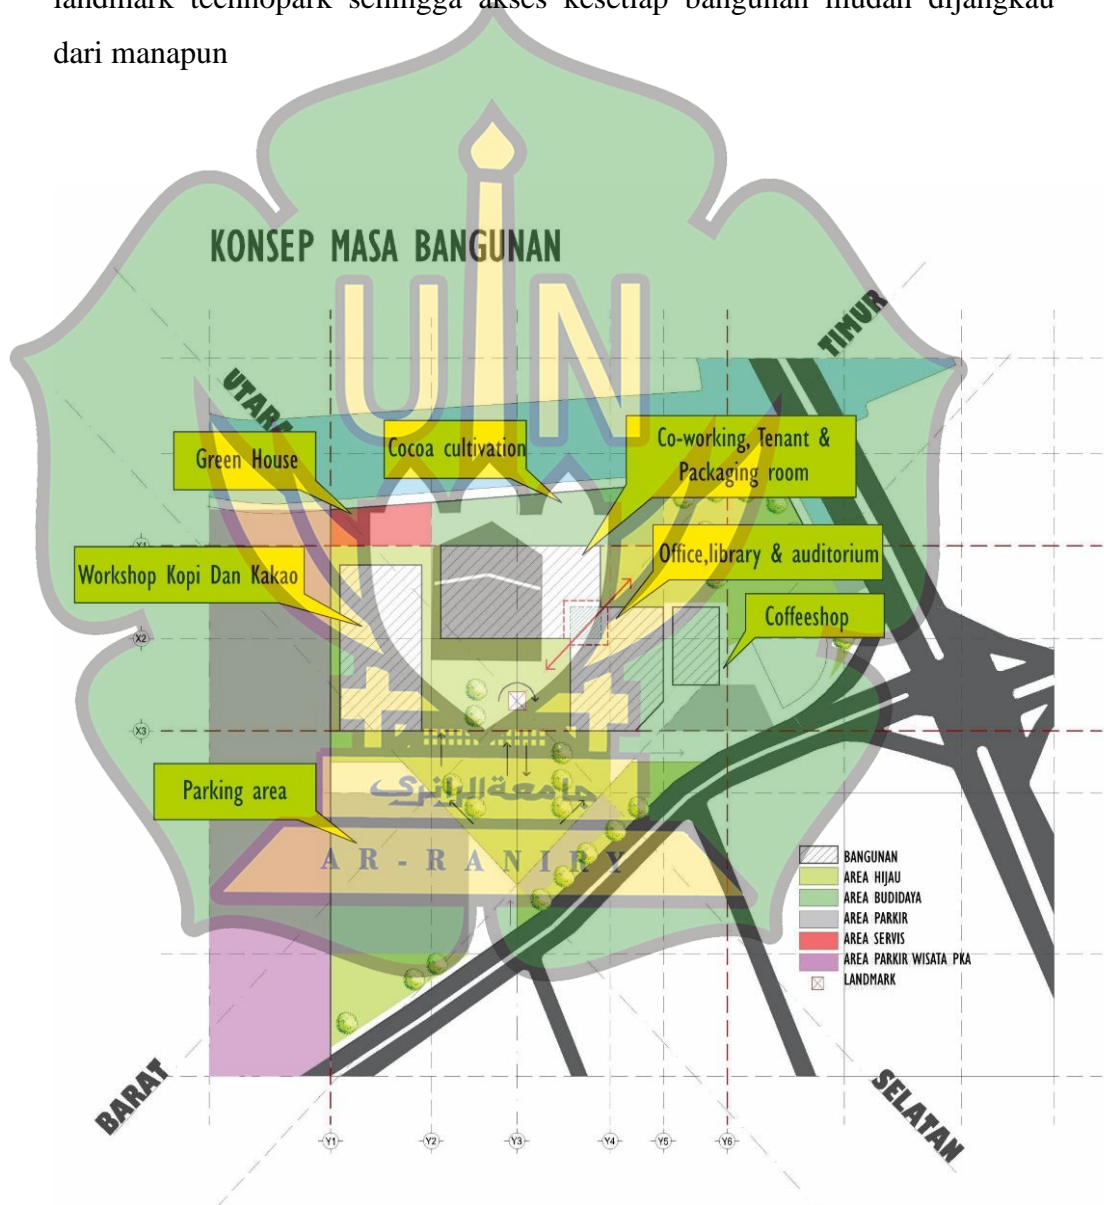 landmark technopark sehingga akses kesetiap bangunan mudah dijangkau
dari manapun
KONSEP MASA BANGUNAN
UIN
TIMUR
UTARA
Green House
Cocoa cultivation
Co-working, Tenant &
Packaging room
Office,library & auditorium
Workshop Kopi Dan Kakao
Coffeeshop
X1
X2
X3
Parking area
جامعةالرانري
AR-RANIRY
BANGUNAN
AREA HIJAU
AREA BUDIDAYA
AREA PARKIR
AREA SERVIS
AREA PARKIR WISATA PKA
LANDMARK
BARAT
SELATAN
Y1 Y2 Y3 Y4 Y5 Y6